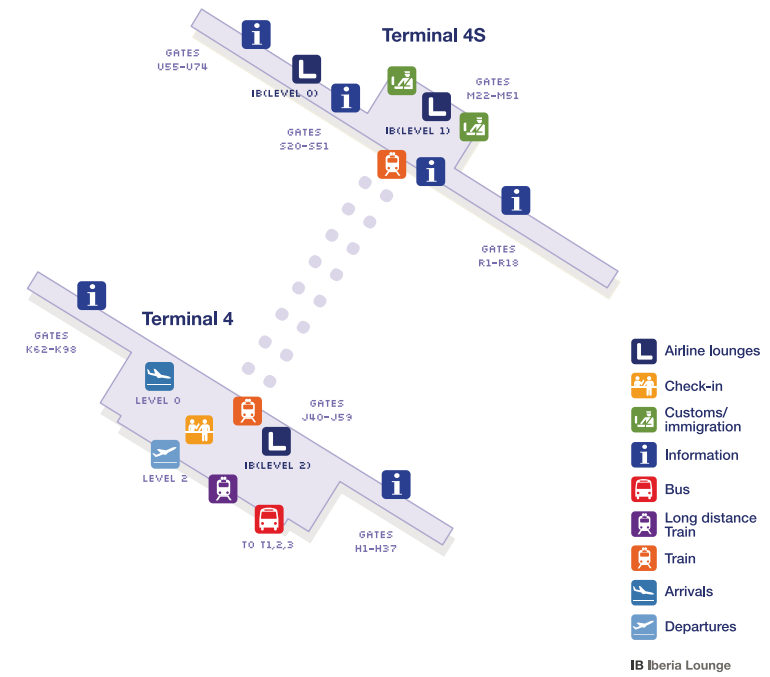 Terminal 4S
GATES
U55-U74
IB(LEVEL 0)
GATES
M22-M51
IB(LEVEL 1)
GATES
S20-S51
GATES
R1-R18
Terminal 4
GATES
K62-K98
LEVEL 0
GATES
J40-J59
IB(LEVEL 2)
LEVEL 2
TO T1,2,3
GATES
H1-H37
Airline lounges
Check-in
Customs/
immigration
Information
Bus
Long distance
Train
Train
Arrivals
Departures
IB Iberia Lounge